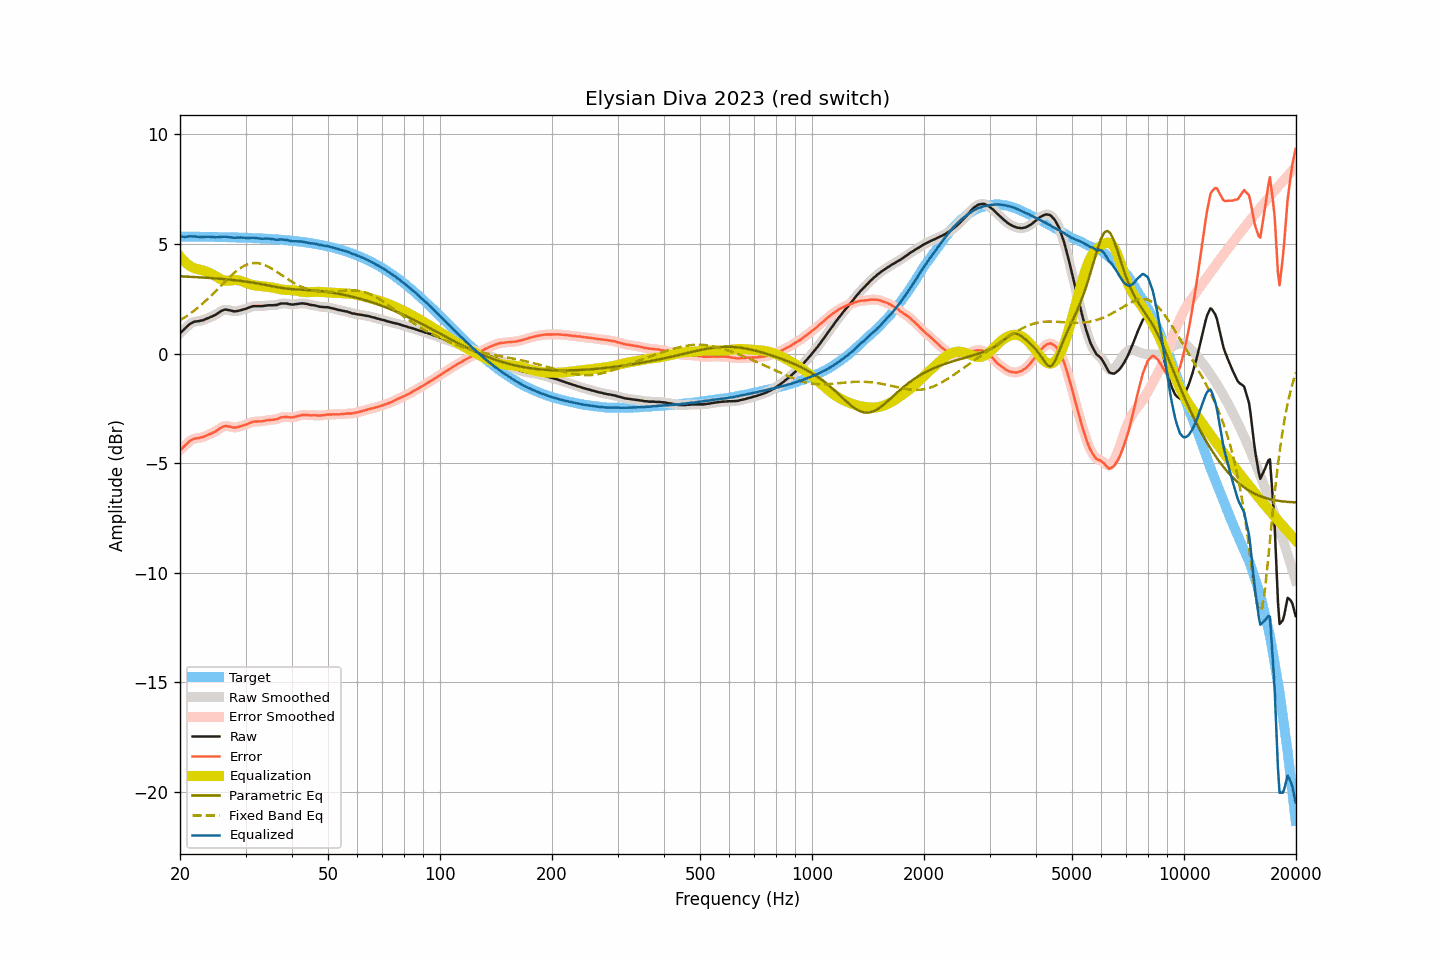 Elysian Diva 2023 (red switch)
10
5
0
−5
−10
−15
−20
Amplitude (dBr)
Target
Raw Smoothed
Error Smoothed
Raw
Error
Equalization
Parametric Eq
Fixed Band Eq
Equalized
20 50 100 200 500 1000 2000 5000 10000 20000
Frequency (Hz)